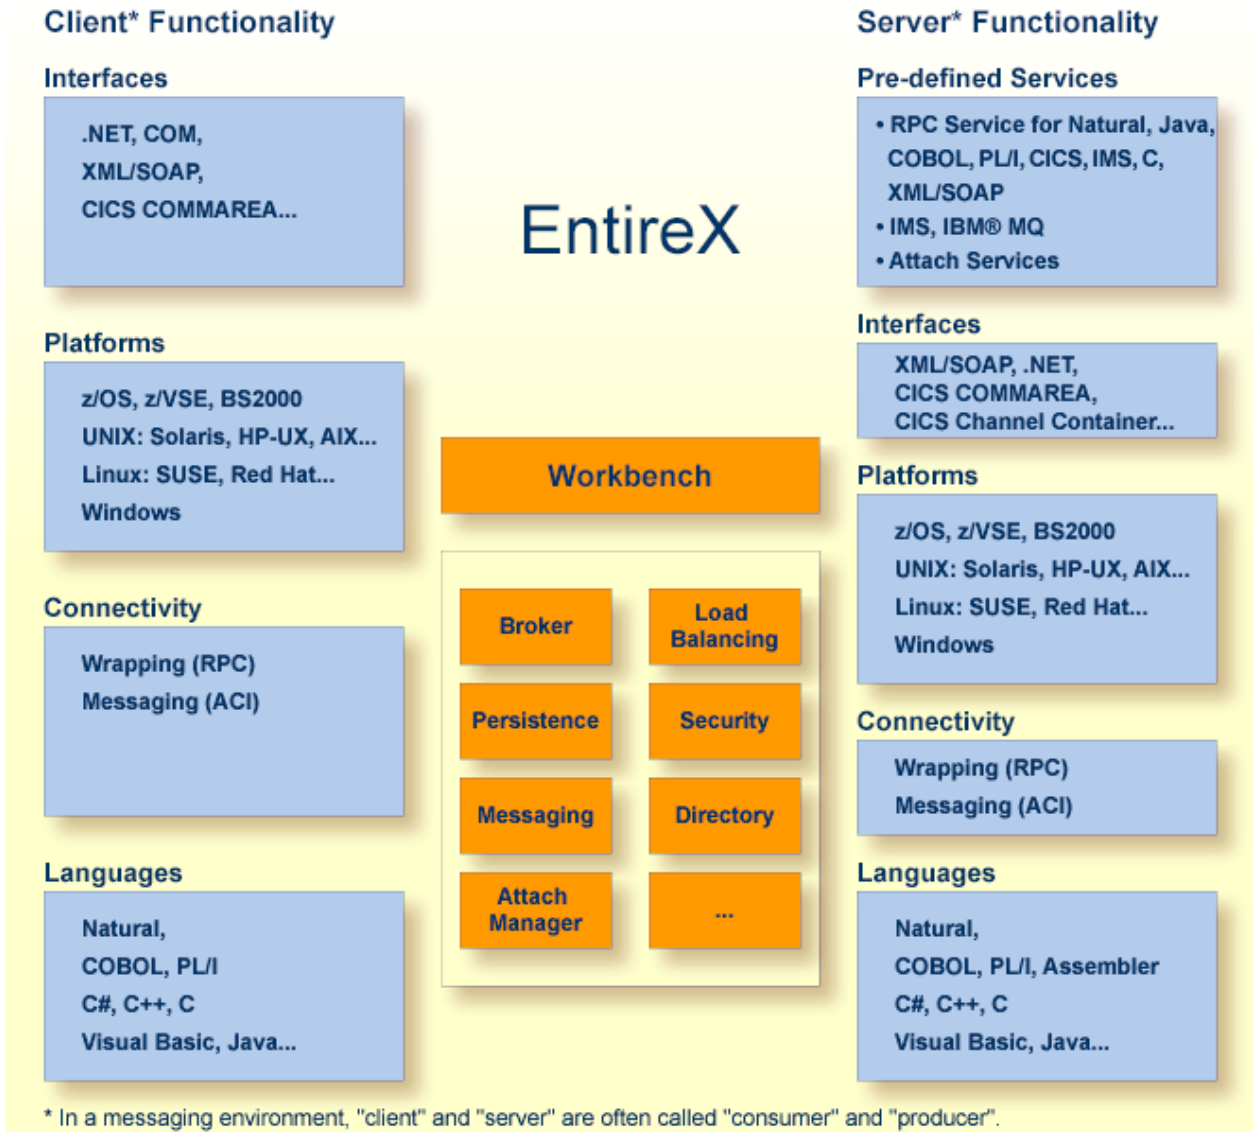 Client* Functionality
Interfaces
.NET, COM,
XML/SOAP,
CICS COMMAREA...
Platforms
z/OS, z/VSE, BS2000
UNIX: Solaris, HP-UX, AIX...
Linux: SUSE, Red Hat...
Windows
Connectivity
Wrapping (RPC)
Messaging (ACI)
Languages
Natural,
COBOL, PL/I
C#, C++, C
Visual Basic, Java...
EntireX
Workbench
Broker
Load
Balancing
Persistence
Security
Messaging
Directory
Attach
Manager
...
Server* Functionality
Pre-defined Services
• RPC Service for Natural, Java,
COBOL, PL/I, CICS, IMS, C,
XML/SOAP
• IMS, IBM® MQ
• Attach Services
Interfaces
XML/SOAP, .NET,
CICS COMMAREA,
CICS Channel Container...
Platforms
z/OS, z/VSE, BS2000
UNIX: Solaris, HP-UX, AIX...
Linux: SUSE, Red Hat...
Windows
Connectivity
Wrapping (RPC)
Messaging (ACI)
Languages
Natural,
COBOL, PL/I, Assembler
C#, C++, C
Visual Basic, Java...
* In a messaging environment, "client" and "server" are often called "consumer" and "producer".